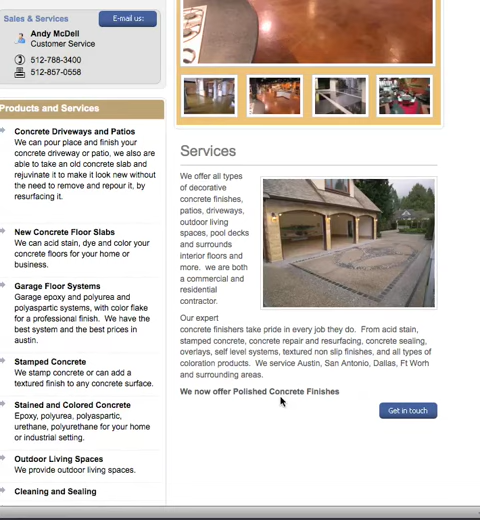 Sales & Services
E-mail us:
Andy McDell
Customer Service
512-788-3400
512-857-0558
Products and Services
Concrete Driveways and Patios
We can pour place and finish your
concrete driveway or patio, we also are
able to take an old concrete slab and
rejuvinate it to make it look new without
the need to remove and repour it, by
resurfacing it.
New Concrete Floor Slabs
We can acid stain, dye and color your
concrete floors for your home or
business.
Garage Floor Systems
Garage epoxy and polyurea and
polyaspartic systems, with color flake
for a professional finish. We have the
best system and the best prices in
austin.
Stamped Concrete
We stamp concrete or can add a
textured finish to any concrete surface.
Stained and Colored Concrete
Epoxy, polyurea, polyaspartic,
urethane, polyurethane for your home
or industrial setting.
Outdoor Living Spaces
We provide outdoor living spaces.
Cleaning and Sealing
Services
We offer all types
of decorative
concrete finishes,
patios, driveways,
outdoor living
spaces, pool decks
and surrounds
interior floors and
more. we are both
a commercial and
residential
contractor.
Our expert
concrete finishers take pride in every job they do. From acid stain,
stamped concrete, concrete repair and resurfacing, concrete sealing,
overlays, self level systems, textured non slip finishes, and all types of
coloration products. We service Austin, San Antonio, Dallas, Ft Worh
and surrounding areas.
We now offer Polished Concrete Finishes
Get in touch